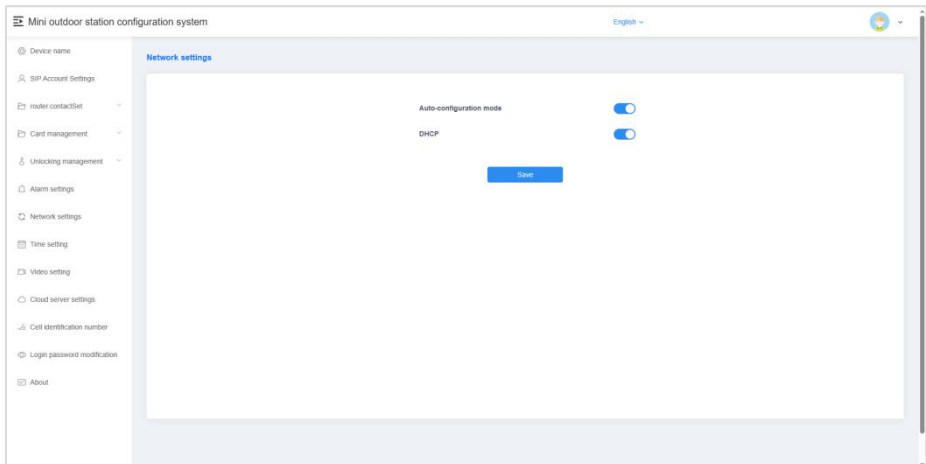 Mini outdoor station configuration system
English
Device name
SIP Account Settings
router.contactSet
Card management
Unlocking management
Alarm settings
Network settings
Time setting
Video setting
Cloud server settings
Cell identification number
Login password modification
About
Network settings
Auto-configuration mode
DHCP
Save